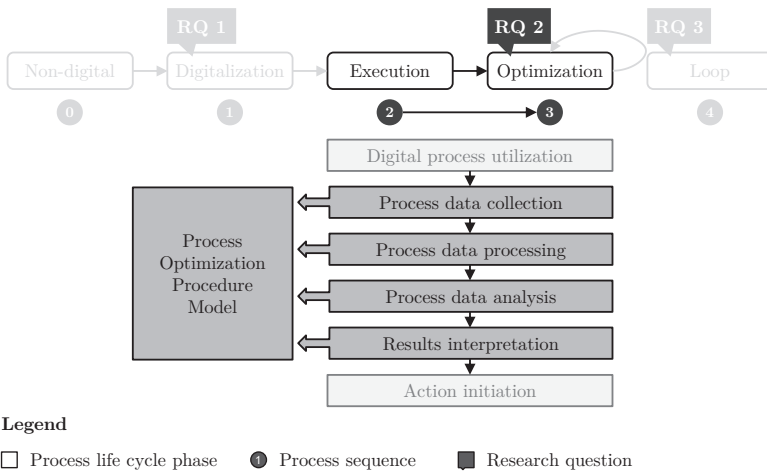 RQ 1
RQ 2
RQ 3
Non-digital
Digitalization
Execution
Optimization
Loop
0
1
2
3
4
Digital process utilization
Process data collection
Process data processing
Process data analysis
Results interpretation
Action initiation
Process
Optimization
Procedure
Model
Legend
Process life cycle phase
1 Process sequence
Research question